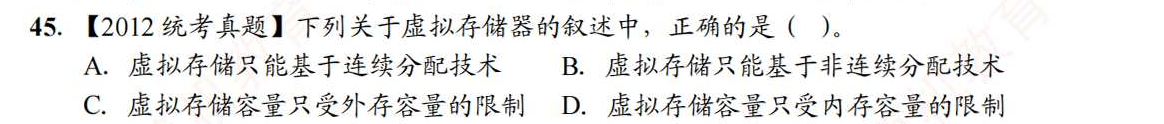 45. 【2012 统考真题】下列关于虚拟存储器的叙述中，正确的是（ ）。
A. 虚拟存储只能基于连续分配技术 B. 虚拟存储只能基于非连续分配技术
C. 虚拟存储容量只受外存容量的限制 D. 虚拟存储容量只受内存容量的限制